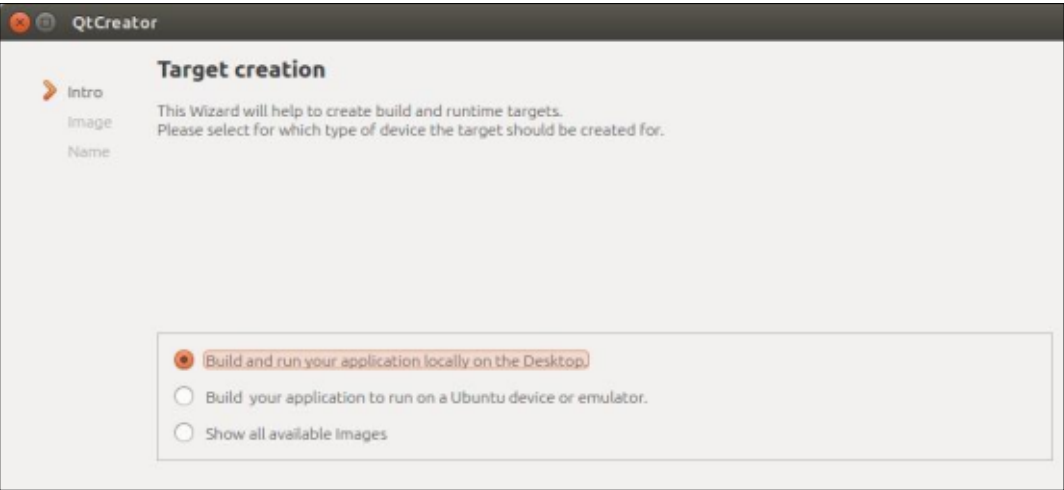 QtCreator
Target creation
Intro
Image
Name
This Wizard will help to create build and runtime targets.
Please select for which type of device the target should be created for.
Build and run your application locally on the Desktop.
Build your application to run on a Ubuntu device or emulator.
Show all available Images